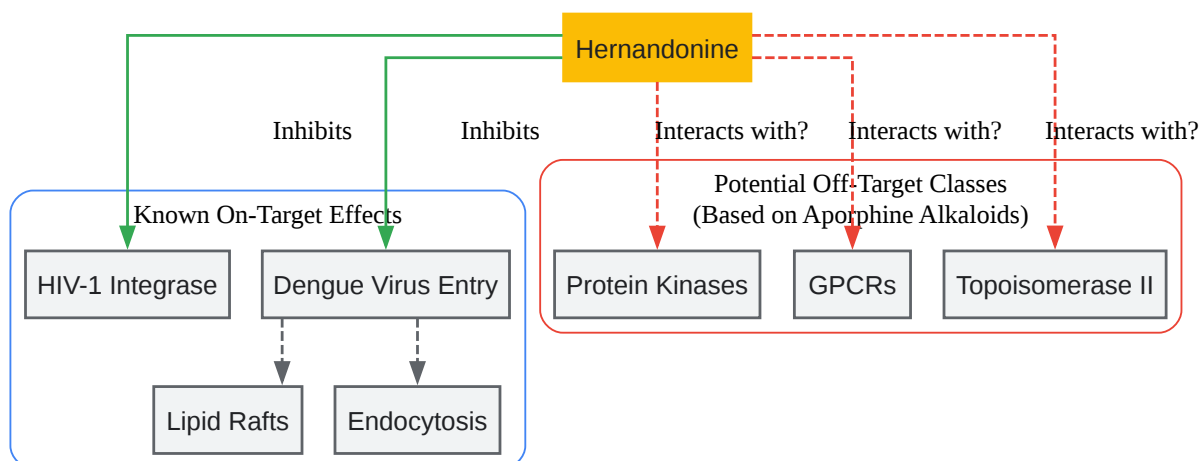 Hernandonine
Inhibits
Inhibits
Interacts with?
Interacts with?
Interacts with?
Known On-Target Effects
Potential Off-Target Classes
(Based on Aporphine Alkaloids)
HIV-1 Integrase
Dengue Virus Entry
Protein Kinases
GPCRs
Topoisomerase II
Lipid Rafts
Endocytosis